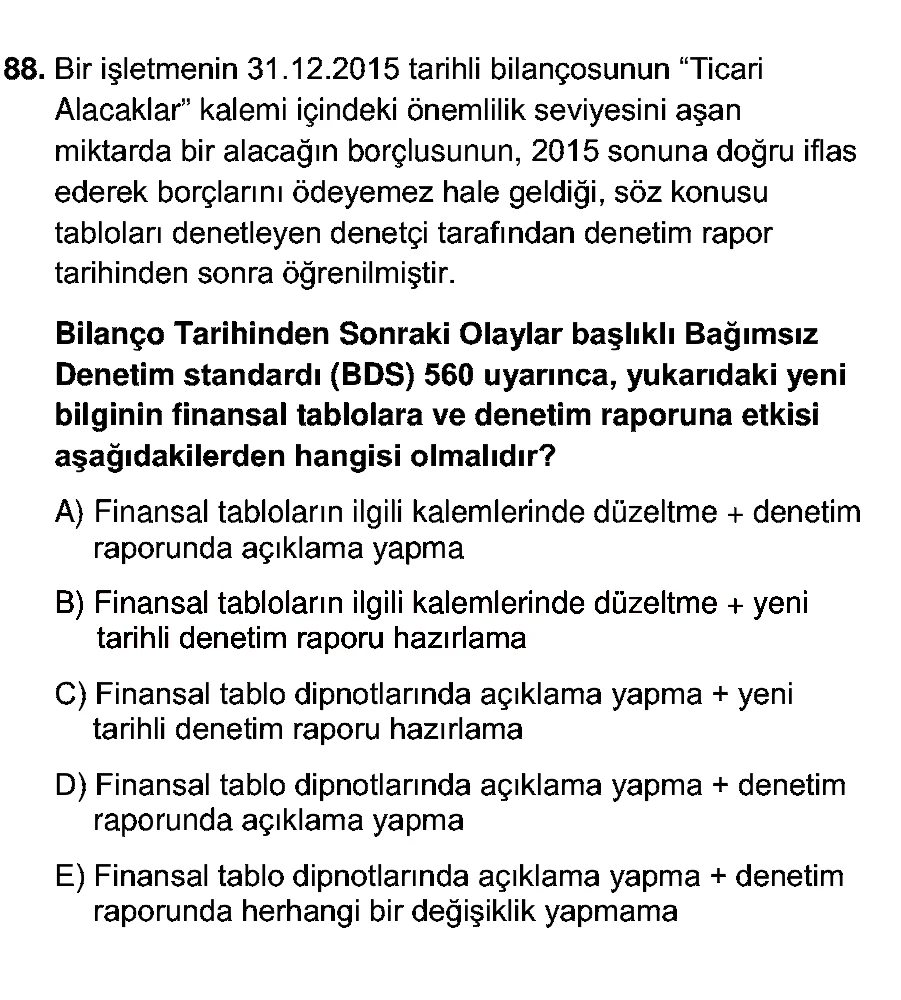 88. Bir işletmenin 31.12.2015 tarihli bilançosunun “Ticari
Alacaklar” kalemi içindeki önemlilik seviyesini aşan
miktarda bir alacağın borçlusunun, 2015 sonuna doğru iflas
ederek borçlarını ödeyemez hale geldiği, söz konusu
tabloları denetleyen denetçi tarafından denetim rapor
tarihinden sonra öğrenilmiştir.
Bilanço Tarihinden Sonraki Olaylar başlıklı Bağımsız
Denetim standardı (BDS) 560 uyarınca, yukarıdaki yeni
bilginin finansal tablolara ve denetim raporuna etkisi
aşağıdakilerden hangisi olmalıdır?
A) Finansal tabloların ilgili kalemlerinde düzeltme + denetim
raporunda açıklama yapma
B) Finansal tabloların ilgili kalemlerinde düzeltme + yeni
tarihli denetim raporu hazırlama
C) Finansal tablo dipnotlarında açıklama yapma + yeni
tarihli denetim raporu hazırlama
D) Finansal tablo dipnotlarında açıklama yapma + denetim
raporunda açıklama yapma
E) Finansal tablo dipnotlarında açıklama yapma + denetim
raporunda herhangi bir değişiklik yapmama